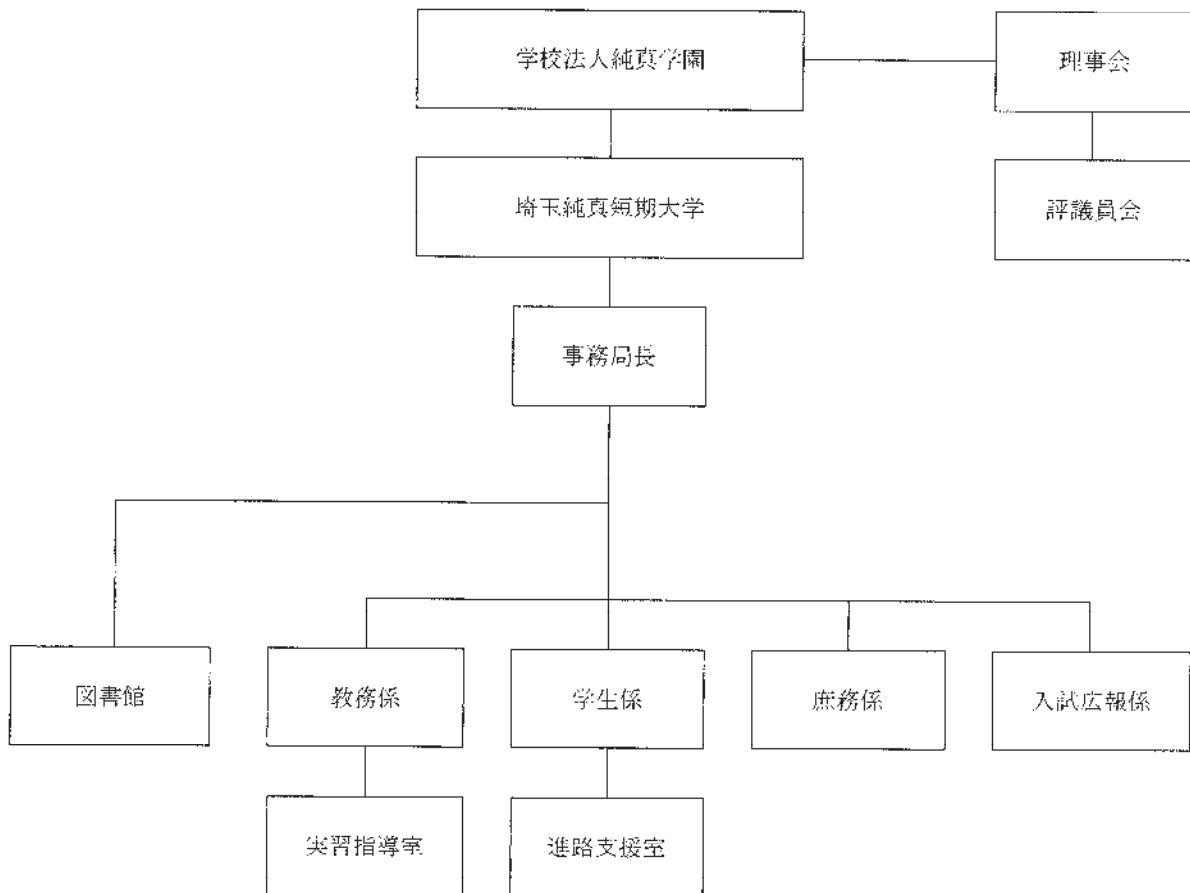 学校法人純真学園
理事会
埼玉純真短期大学
評議員会
事務局長
図書館
教務係
学生係
庶務係
入試広報係
実習指導室
進路支援室